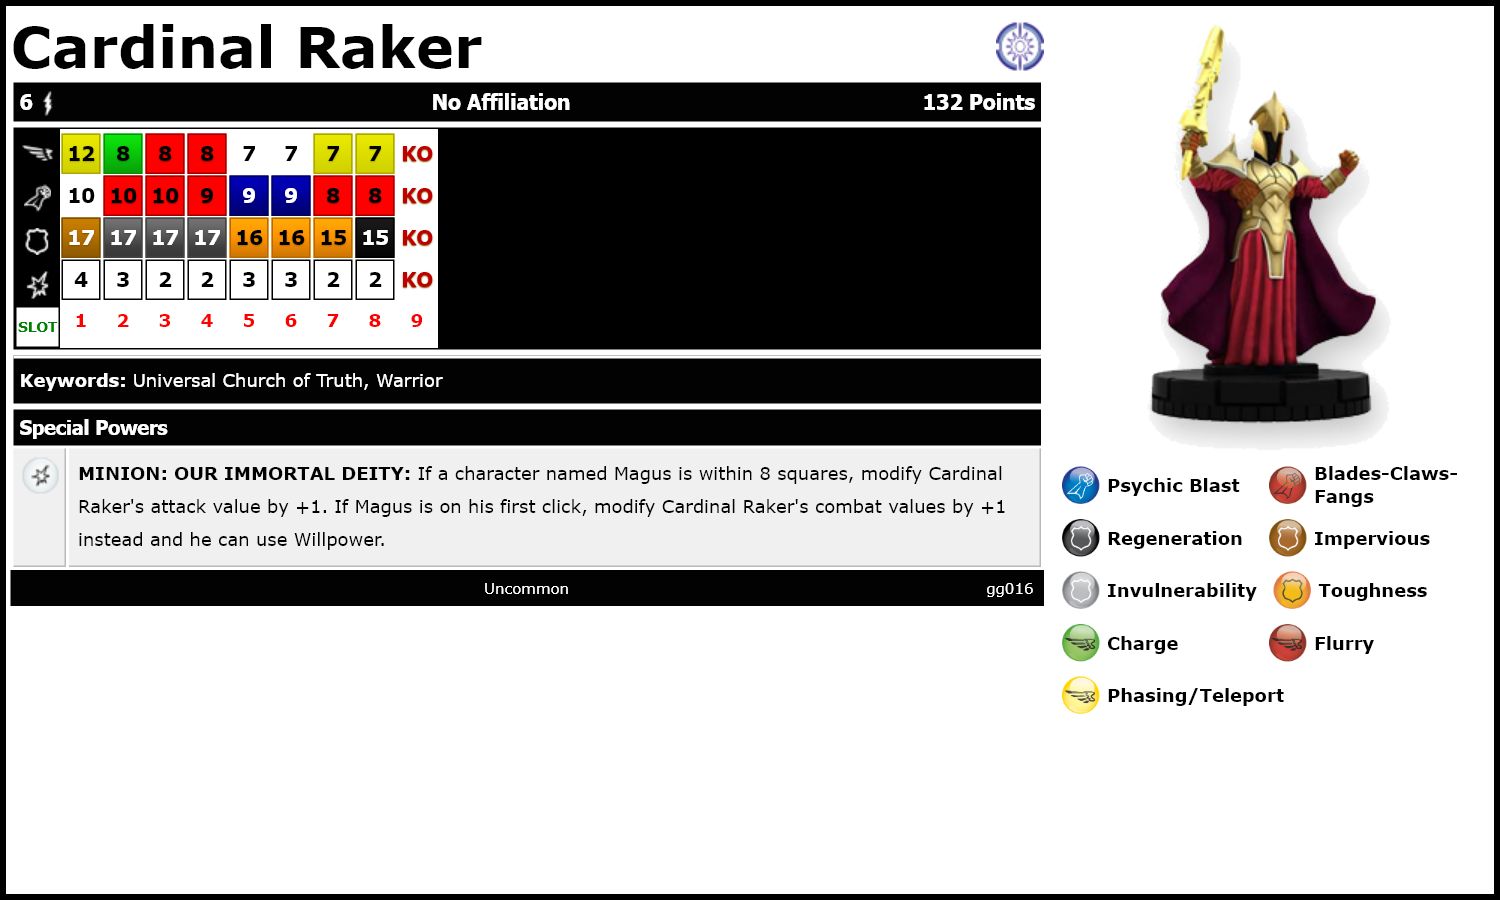 Cardinal Raker
6 No Affiliation 132 Points
12 8 8 8 7 7 7 7 KO
10 10 10 9 9 9 8 8 KO
17 17 17 17 16 16 15 15 KO
4 3 2 2 3 3 2 2 KO
SLOT 1 2 3 4 5 6 7 8 9
Keywords: Universal Church of Truth, Warrior
Special Powers
MINION: OUR IMMORTAL DEITY: If a character named Magus is within 8 squares, modify Cardinal
Raker's attack value by +1. If Magus is on his first click, modify Cardinal Raker's combat values by +1
instead and he can use Willpower.
Uncommon gg016
Psychic Blast
Blades-Claws-
Fangs
Regeneration
Impervious
Invulnerability
Toughness
Charge
Flurry
Phasing/Teleport